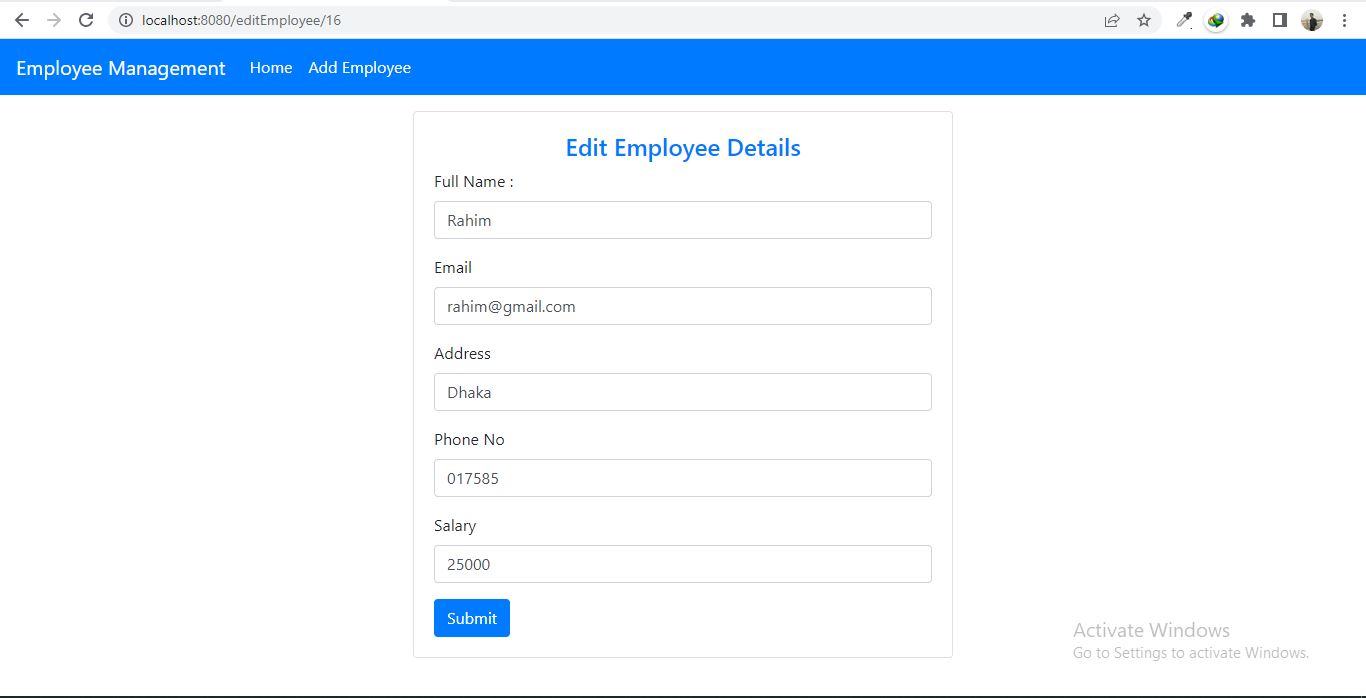 localhost:8080/editEmployee/16
Employee Management Home Add Employee
Edit Employee Details
Full Name :
Rahim
Email
rahim@gmail.com
Address
Dhaka
Phone No
017585
Salary
25000
Submit
Activate Windows
Go to Settings to activate Windows.